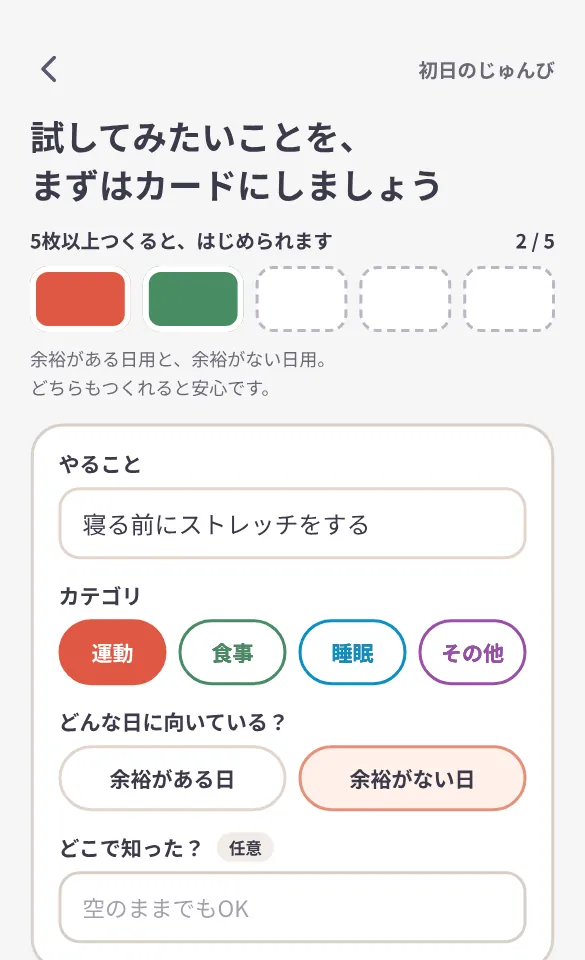 初日のじゅんび
試してみたいことを、
まずはカードにしましょう
5枚以上つくると、はじめられます
2 / 5
余裕がある日用と、余裕がない日用。
どちらもつくれると安心です。
やること
寝る前にストレッチをする
カテゴリ
運動
食事
睡眠
その他
どんな日に向いている？
余裕がある日
余裕がない日
どこで知った？
任意
空のままでもOK